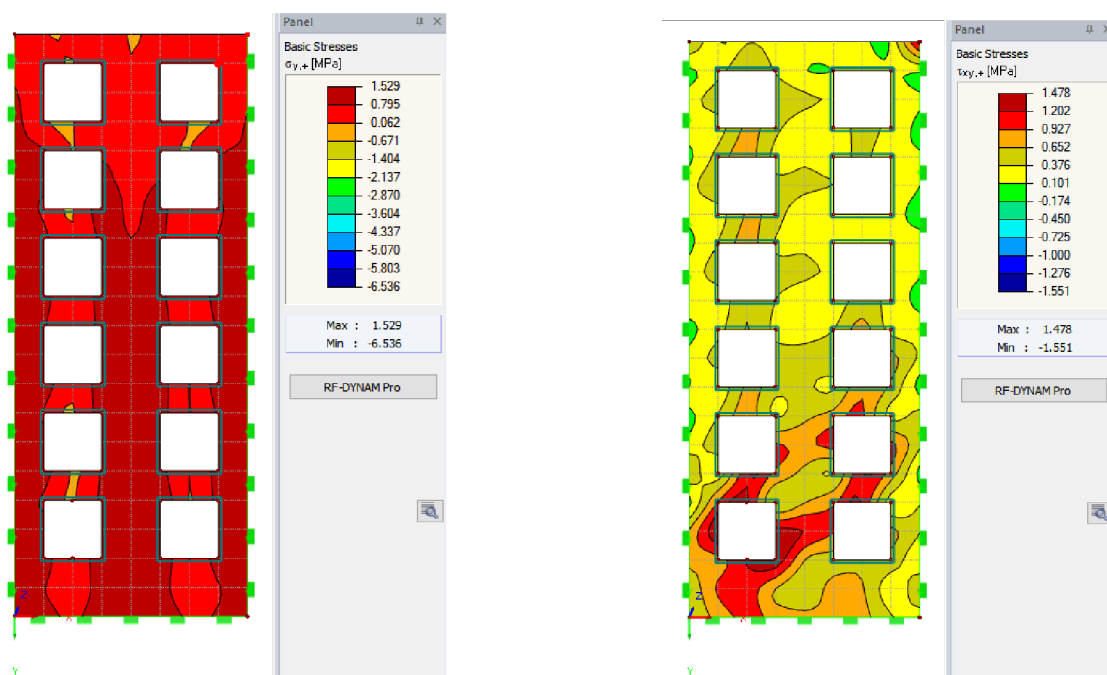 Panel
Basic Stresses
σy,+ [MPa]
1.529
0.795
0.062
-0.671
-1.404
-2.137
-2.870
-3.604
-4.337
-5.070
-5.803
-6.536
Max : 1.529
Min : -6.536
RF-DYNAM Pro
Z
X
Y
Panel
Basic Stresses
τxy,+ [MPa]
1.478
1.202
0.927
0.652
0.376
0.101
-0.174
-0.450
-0.725
-1.000
-1.276
-1.551
Max : 1.478
Min : -1.551
RF-DYNAM Pro
Z
X
Y